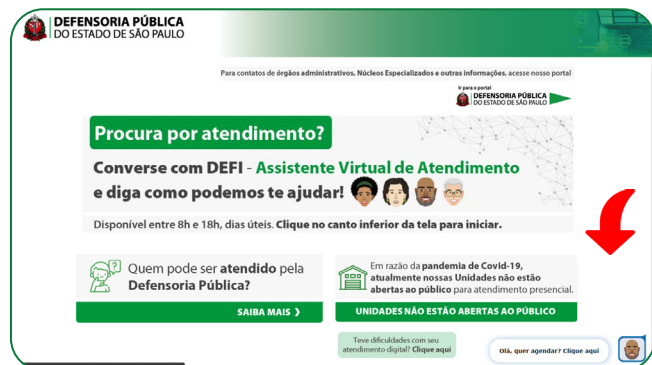 DEFENSORIA PÚBLICA
DO ESTADO DE SÃO PAULO
Para contatos de órgãos administrativos, Núcleos Especializados e outras informações, acesse nosso portal
Ir para o portal
DEFENSORIA PÚBLICA
DO ESTADO DE SÃO PAULO
Procura por atendimento?
Converse com DEFI - Assistente Virtual de Atendimento
e diga como podemos te ajudar!
Disponível entre 8h e 18h, dias úteis. Clique no canto inferior da tela para iniciar.
Quem pode ser atendido pela
Defensoria Pública?
SAIBA MAIS ❯
Em razão da pandemia de Covid-19,
atualmente nossas Unidades não estão
abertas ao público para atendimento presencial.
UNIDADES NÃO ESTÃO ABERTAS AO PÚBLICO
Teve dificuldades com seu
atendimento digital? Clique aqui
Olá, quer agendar? Clique aqui